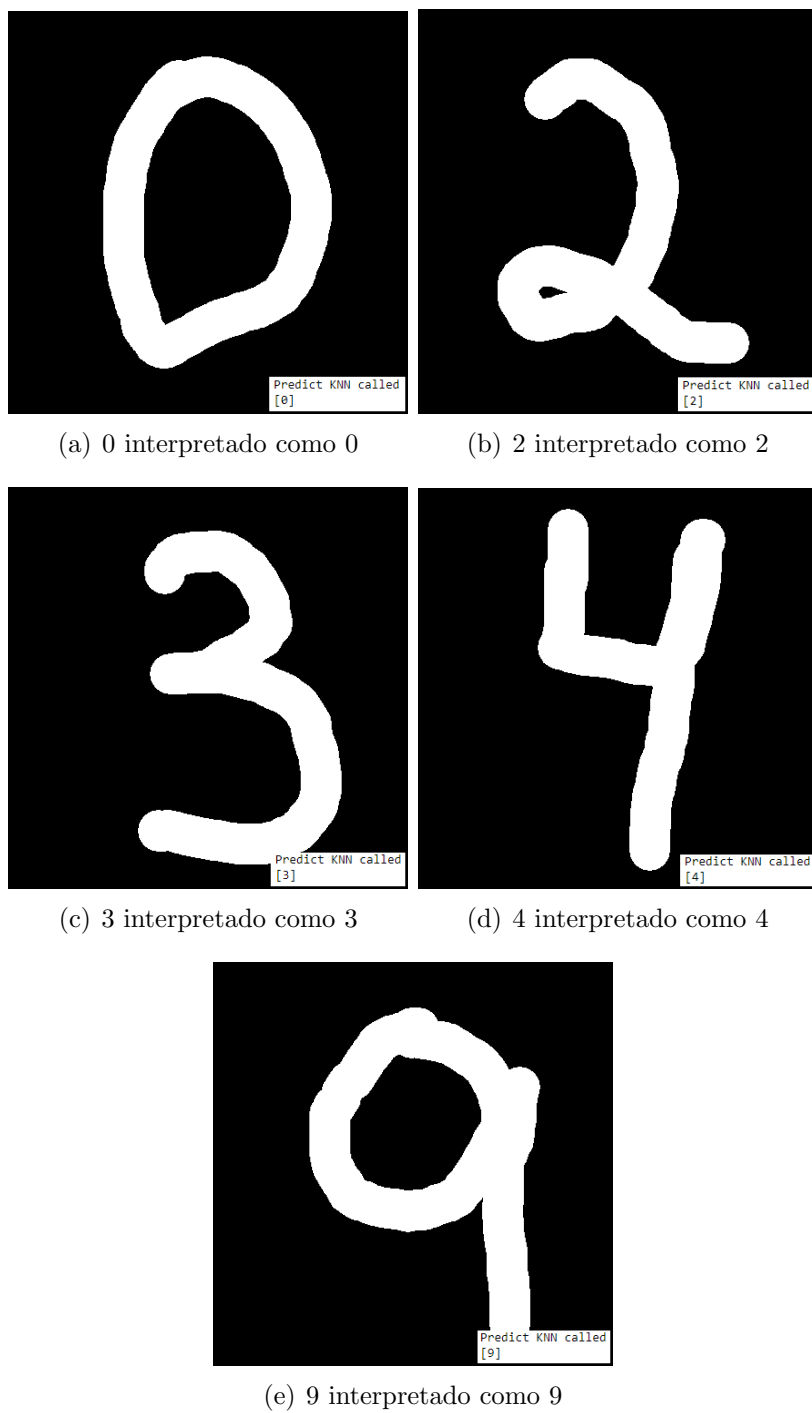 0
Predict KNN called
[0]
(a) 0 interpretado como 0
2
Predict KNN called
[2]
(b) 2 interpretado como 2
3
Predict KNN called
[3]
(c) 3 interpretado como 3
4
Predict KNN called
[4]
(d) 4 interpretado como 4
9
Predict KNN called
[9]
(e) 9 interpretado como 9